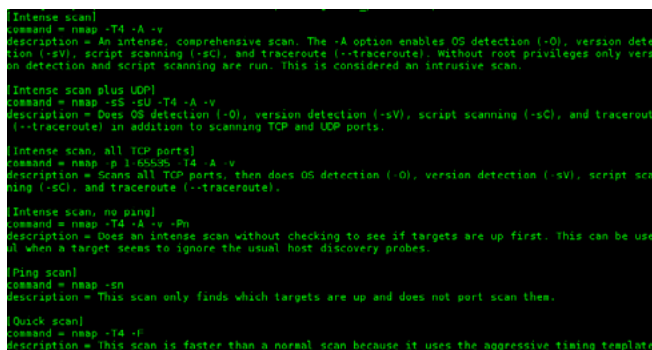 [Intense scan]
command = nmap -T4 -A -v
description = An intense, comprehensive scan. The -A option enables OS detection (-O), version dete
tion (-sV), script scanning (-sC), and traceroute (--traceroute). Without root privileges only vers
on detection and script scanning are run. This is considered an intrusive scan.
[Intense scan plus UDP]
command = nmap -sS -sU -T4 -A -v
description = Does OS detection (-O), version detection (-sV), script scanning (-sC), and tracerout
(--traceroute) in addition to scanning TCP and UDP ports.
[Intense scan, all TCP ports]
command = nmap -p 1-65535 -T4 -A -v
description = Scans all TCP ports, then does OS detection (-O), version detection (-sV), script sca
ning (-sC), and traceroute (--traceroute).
[Intense scan, no ping]
command = nmap -T4 -A -v -Pn
description = Does an intense scan without checking to see if targets are up first. This can be use
ul when a target seems to ignore the usual host discovery probes.
[Ping scan]
command = nmap -sn
description = This scan only finds which targets are up and does not port scan them.
[Quick scan]
command = nmap -T4 -F
description = This scan is faster than a normal scan because it uses the aggressive timing template